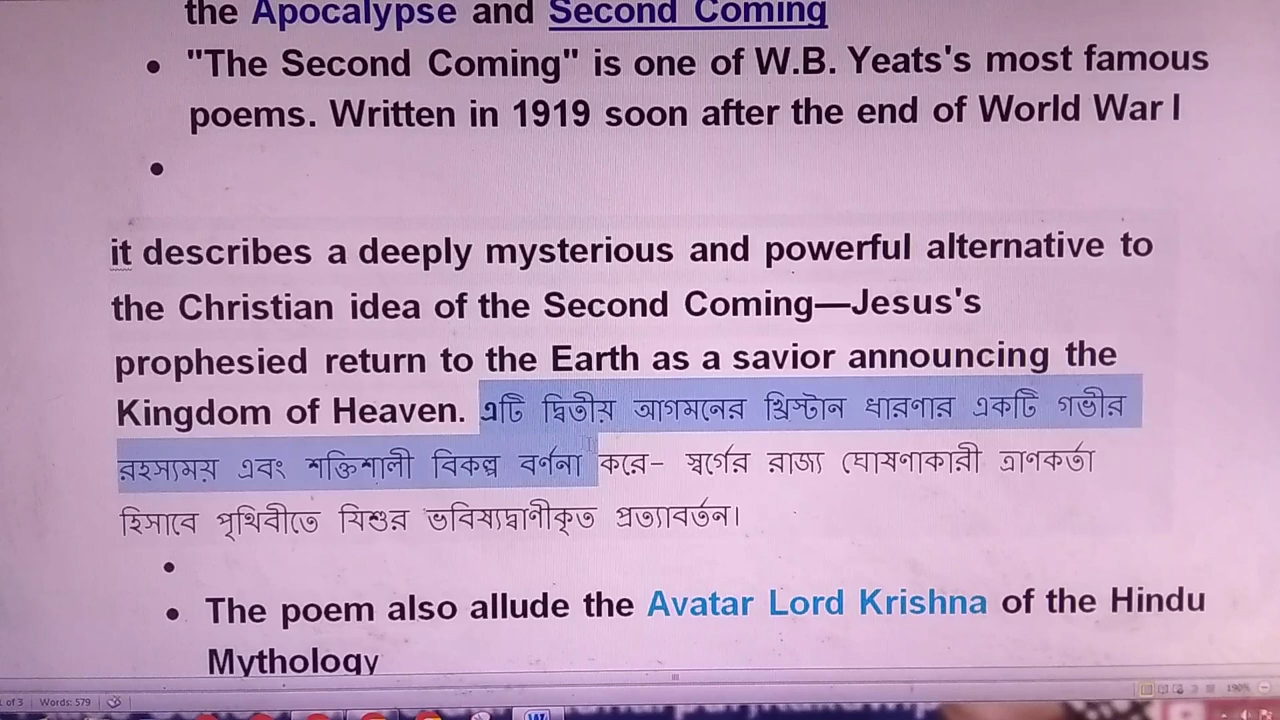 the Apocalypse and Second Coming
• "The Second Coming" is one of W.B. Yeats's most famous
poems. Written in 1919 soon after the end of World War I
•
it describes a deeply mysterious and powerful alternative to
the Christian idea of the Second Coming—Jesus's
prophesied return to the Earth as a savior announcing the
Kingdom of Heaven. এটি দ্বিতীয় আগমনের খ্রিস্টান ধারণার একটি গভীর
রহস্যময় এবং শক্তিশালী বিকল্প বর্ণনা করে– স্বর্গের রাজ্য ঘোষণাকারী ত্রাণকর্তা
হিসাবে পৃথিবীতে যিশুর ভবিষ্যদ্বাণীকৃত প্রত্যাবর্তন।
•
• The poem also allude the Avatar Lord Krishna of the Hindu
Mythology
of 3 Words: 579 190%